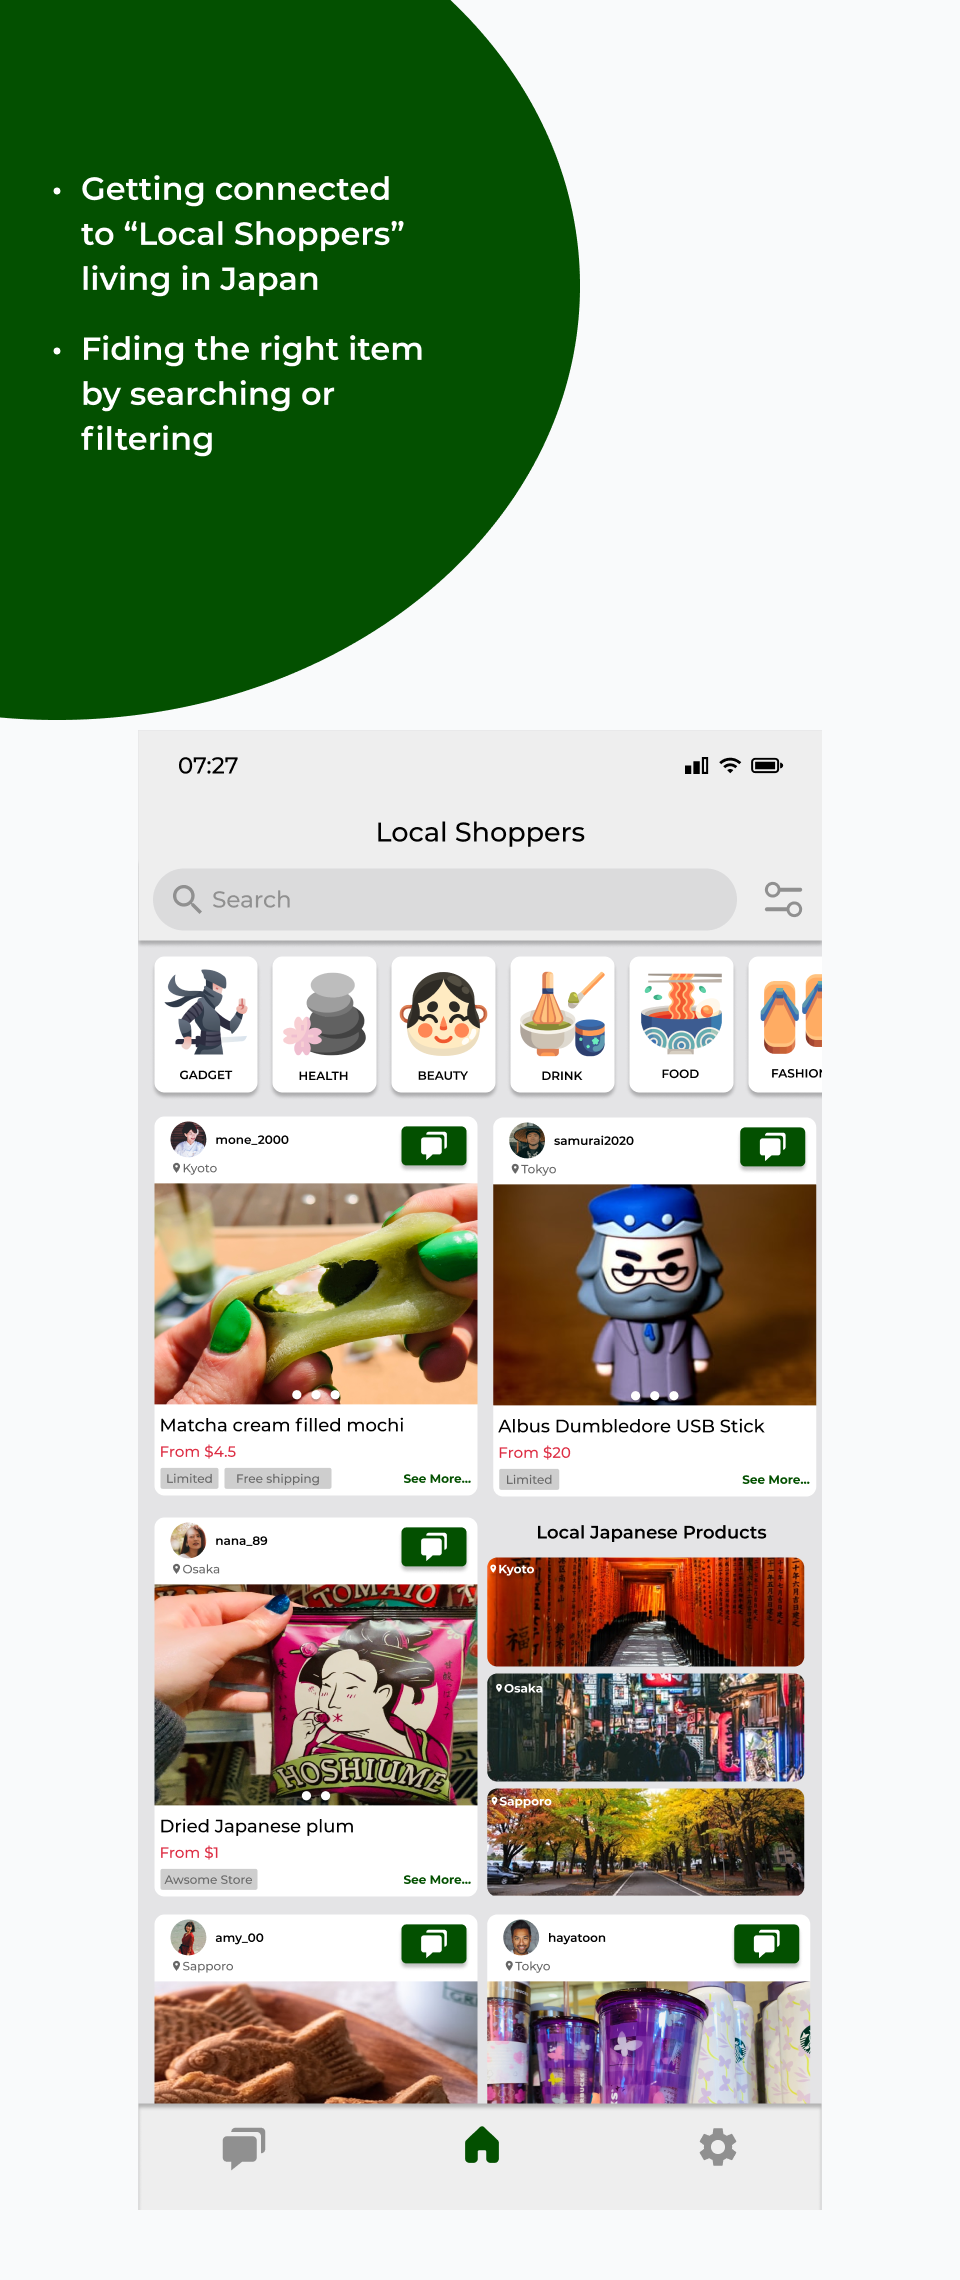 Getting connected
to “Local Shoppers”
living in Japan
Fiding the right item
by searching or
filtering
07:27
Local Shoppers
Search
GADGET
HEALTH
BEAUTY
DRINK
FOOD
FASHION
mone_2000
Kyoto
Matcha cream filled mochi
From $4.5
Limited
Free shipping
See More...
samurai2020
Tokyo
Albus Dumbledore USB Stick
From $20
Limited
See More...
nana_89
Osaka
TOMATO
HOSHIUME
Dried Japanese plum
From $1
Awsome Store
See More...
Local Japanese Products
Kyoto
Osaka
Sapporo
amy_00
Sapporo
hayatoon
Tokyo